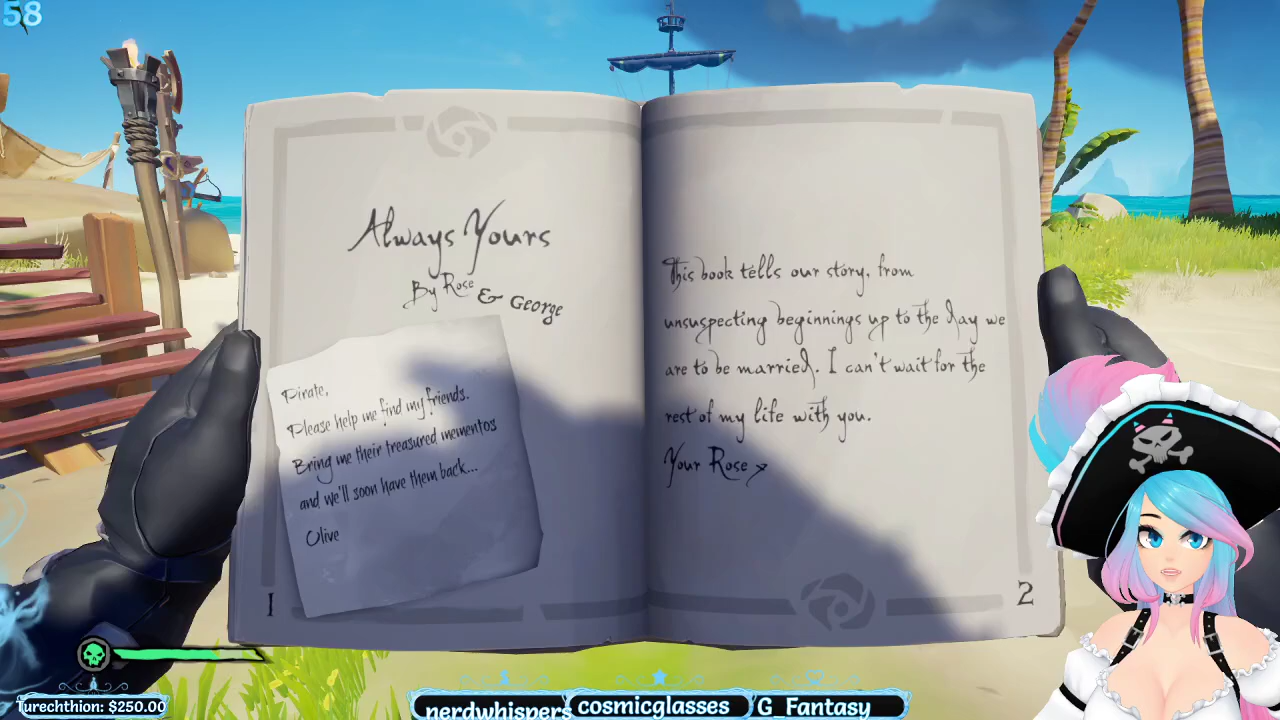 58
Always Yours
By Rose & George
Pirate,
Please help me find my friends.
Bring me their treasured mementos
and we'll soon have them back...
Olive
1
This book tells our story, from
unsuspecting beginnings up to the day we
are to be married. I can't wait for the
rest of my life with you.
Your Rose x
2
Turechthion: $250.00
nerdwhispers
cosmicglasses
G_Fantasy